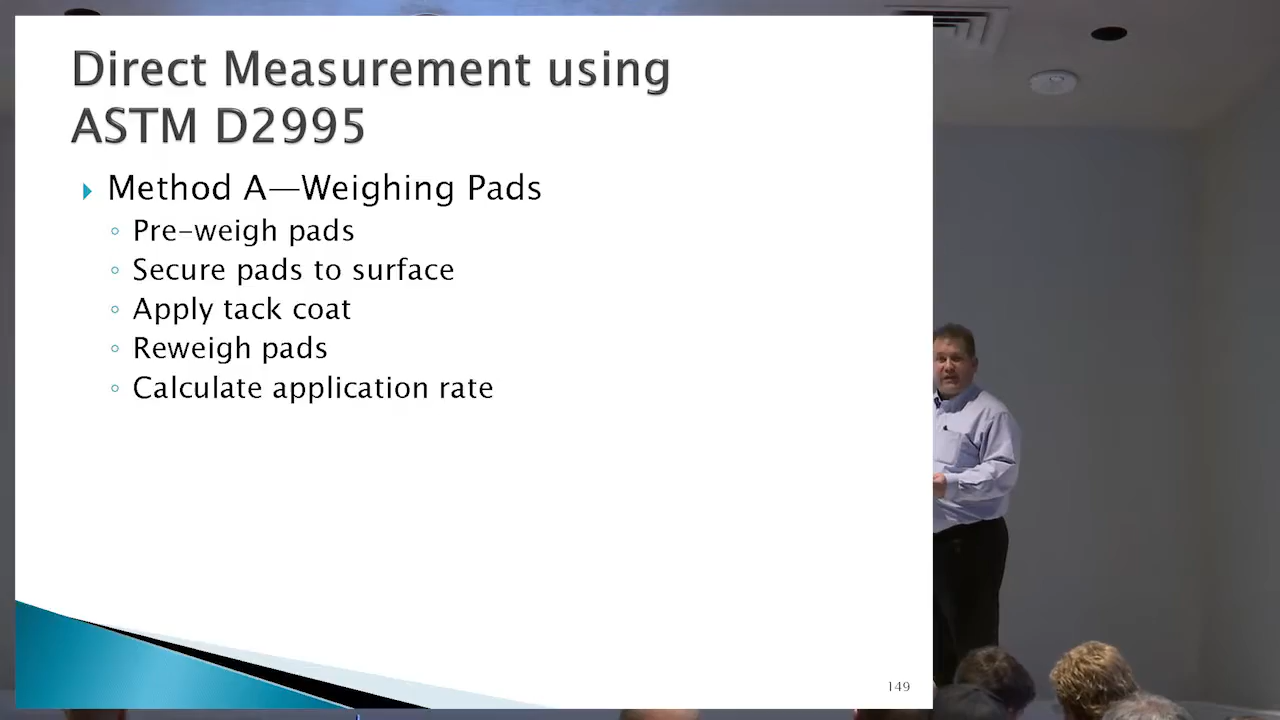 Direct Measurement using
ASTM D2995
Method A—Weighing Pads
Pre-weigh pads
Secure pads to surface
Apply tack coat
Reweigh pads
Calculate application rate
149